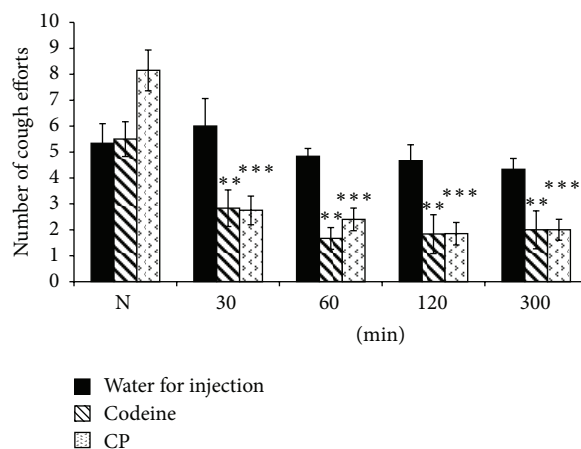 Number of cough efforts
10
9
8
7
6
5
4
3
2
1
0
** ***
** ***
** ***
** ***
N 30 60 120 300
(min)
Water for injection
Codeine
CP